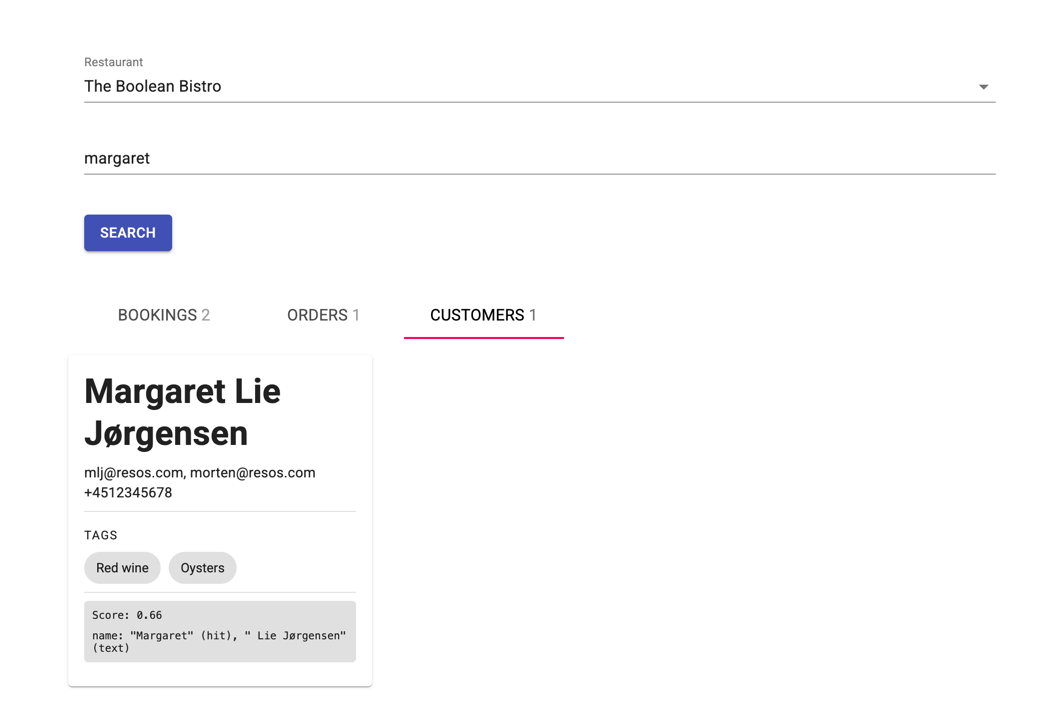 Restaurant
The Boolean Bistro
margaret
SEARCH
BOOKINGS 2 ORDERS 1 CUSTOMERS 1
Margaret Lie
Jørgensen
mlj@resos.com, morten@resos.com
+4512345678
TAGS
Red wine Oysters
Score: 0.66
name: "Margaret" (hit), " Lie Jørgensen"
(text)